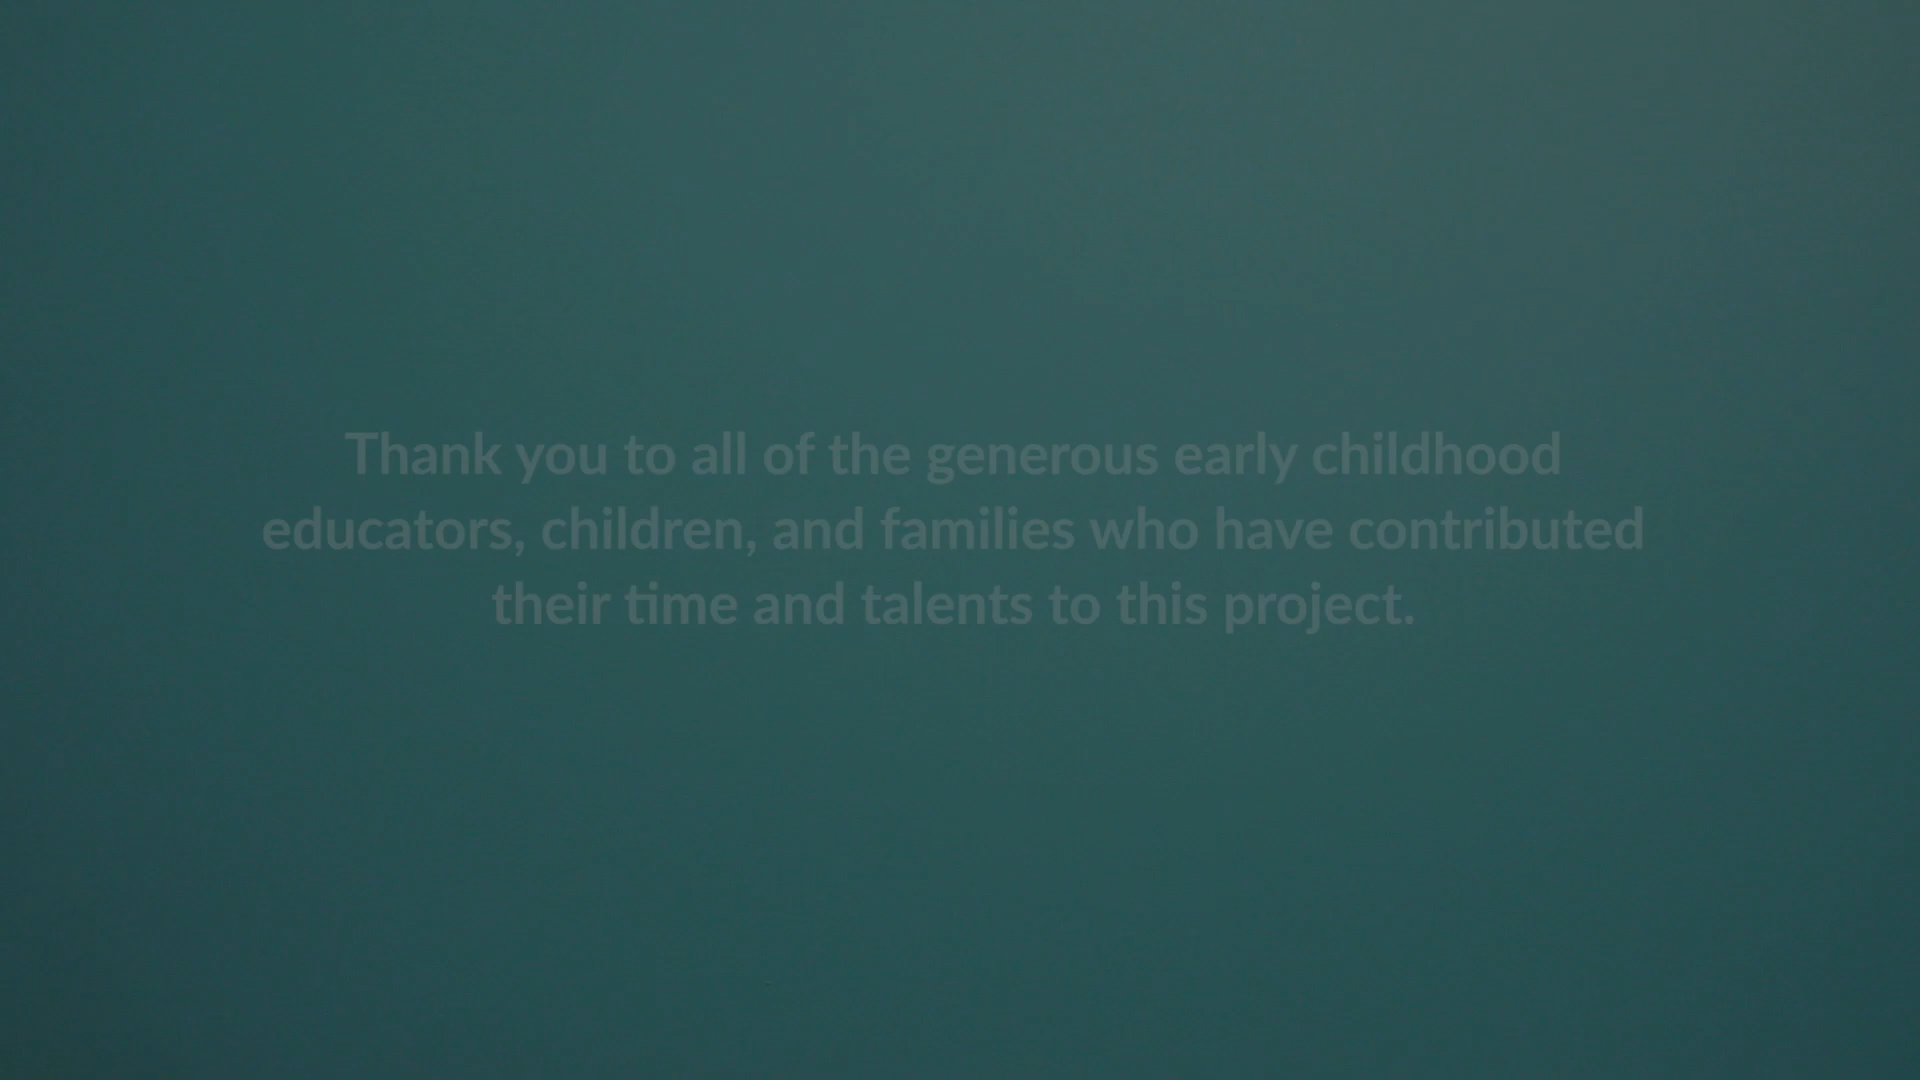 Thank you to all of the generous early childhood
educators, children, and families who have contributed
their time and talents to this project.